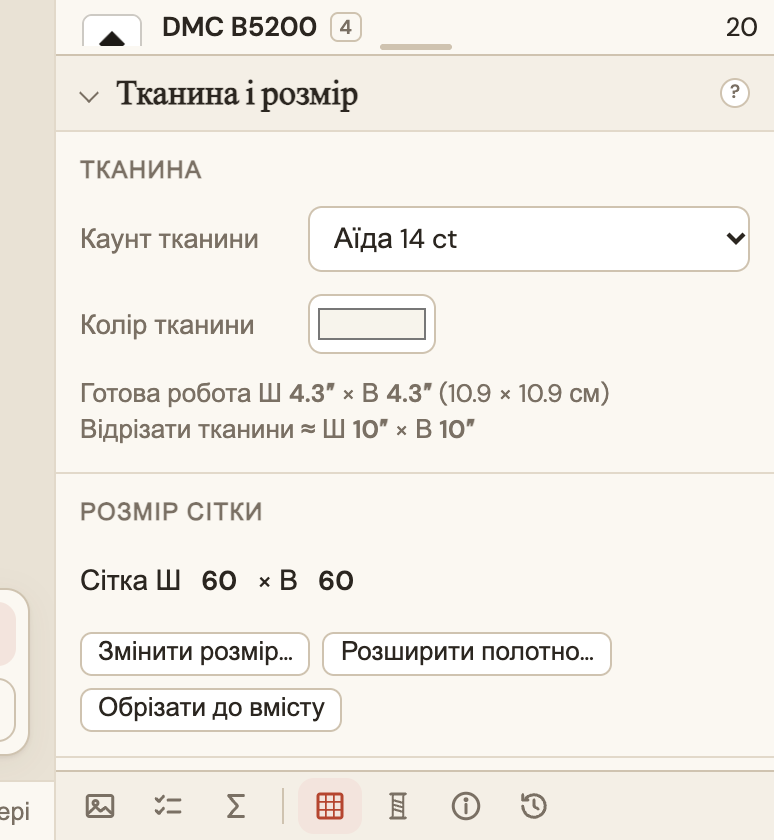 DMC B5200 4 20
Тканина і розмір ?
ТКАНИНА
Каунт тканини Аїда 14 ct
Колір тканини
Готова робота Ш 4.3″ × В 4.3″ (10.9 × 10.9 см)
Відрізати тканини ≈ Ш 10″ × В 10″
РОЗМІР СІТКИ
Сітка Ш 60 × В 60
Змінити розмір... Розширити полотно...
Обрізати до вмісту
ері